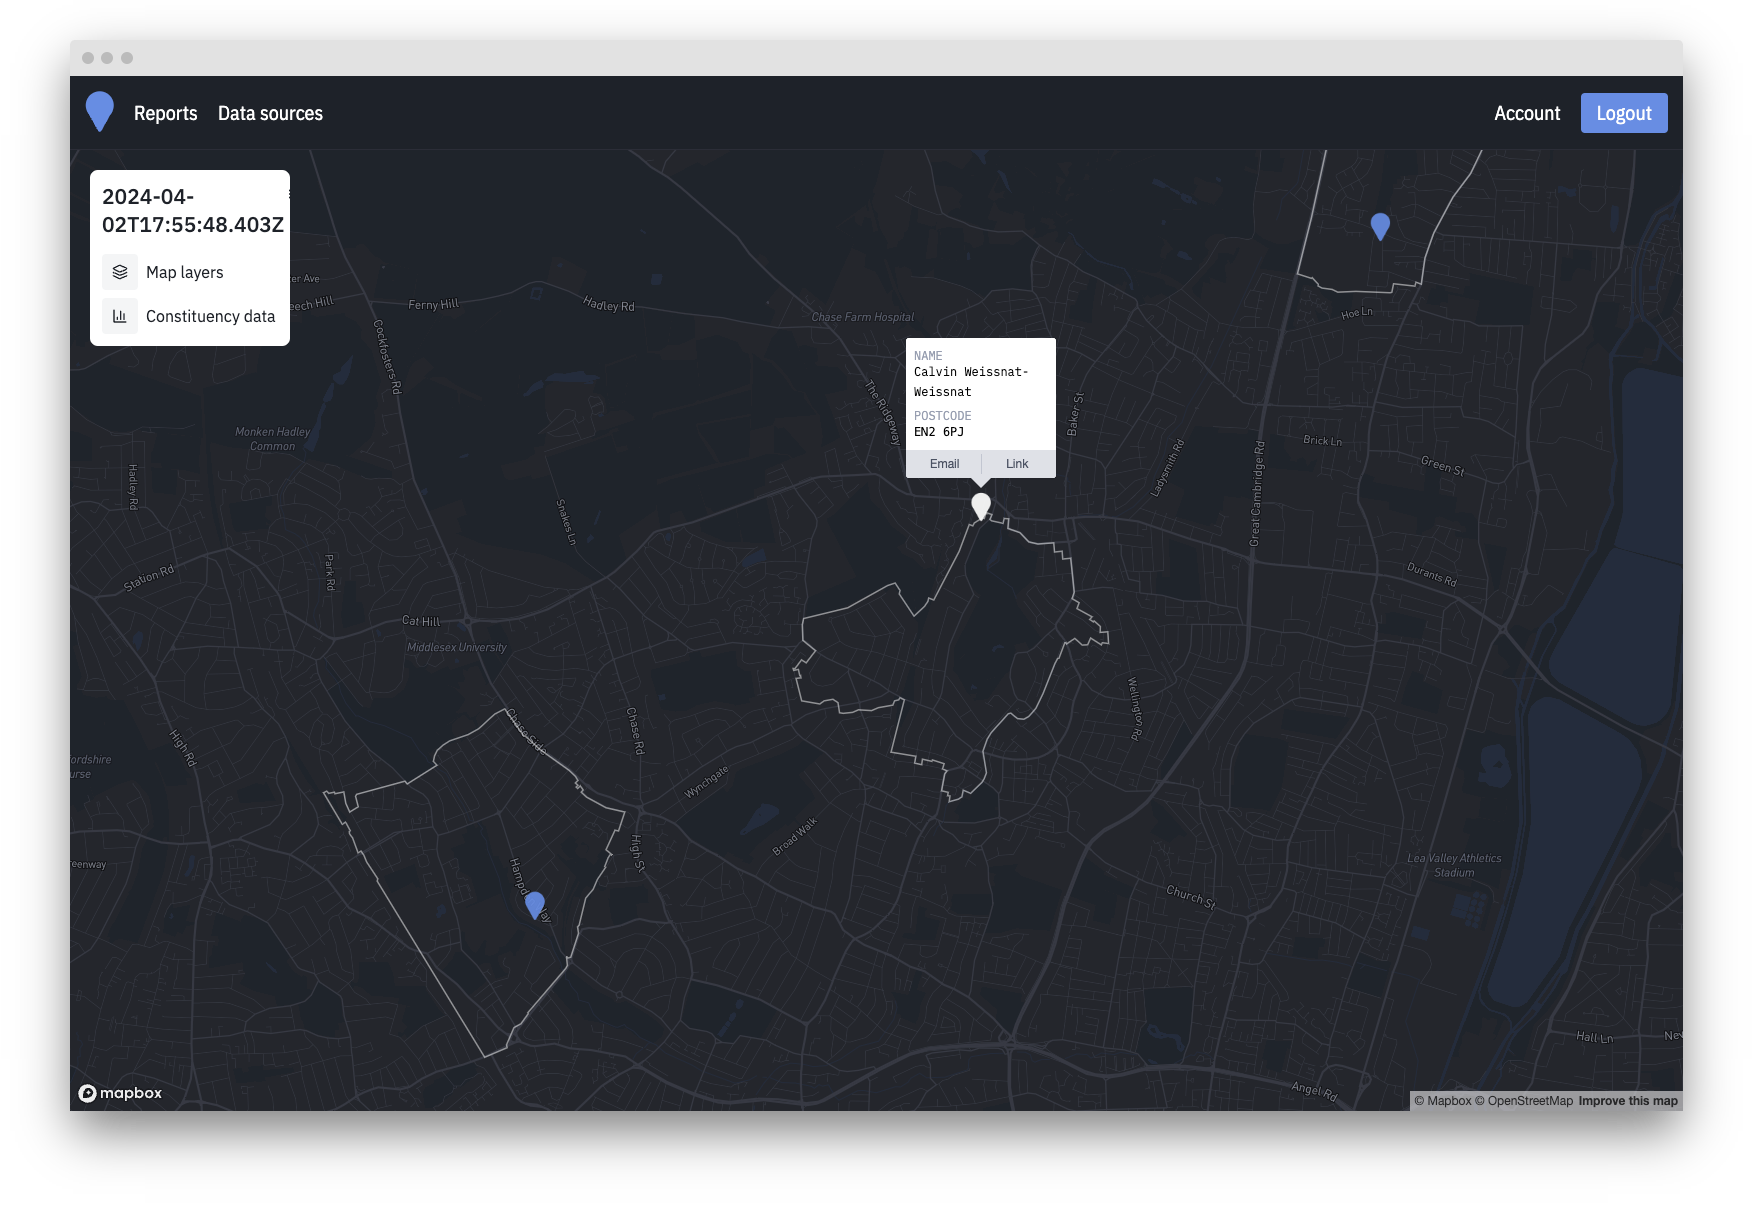 Reports
Data sources
Account
Logout
2024-04-
02T17:55:48.403Z
Map layers
Constituency data
er Ave
eech Hill
Ferny Hill
Hadley Rd
Cockfosters Rd
Chase Farm Hospital
Hoe Ln
NAME
Calvin Weissnat-
Weissnat
POSTCODE
EN2 6PJ
Email
Link
The Ridgeway
Baker St
Monken Hadley
Common
Hadley Rd
Ladysmith Rd
Great Cambridge Rd
Brick Ln
Green St
Snakes Ln
Station Rd
Park Rd
Durants Rd
Cat Hill
Middlesex University
Wellington Rd
Chase Side
Chase Rd
High Rd
fordshire
urse
Wynchgate
Broad Walk
High St
reenway
Hampd
Way
Lea Valley Athletics
Stadium
Church St
Hall Ln
Nev
Angel Rd
mapbox
© Mapbox © OpenStreetMap Improve this map